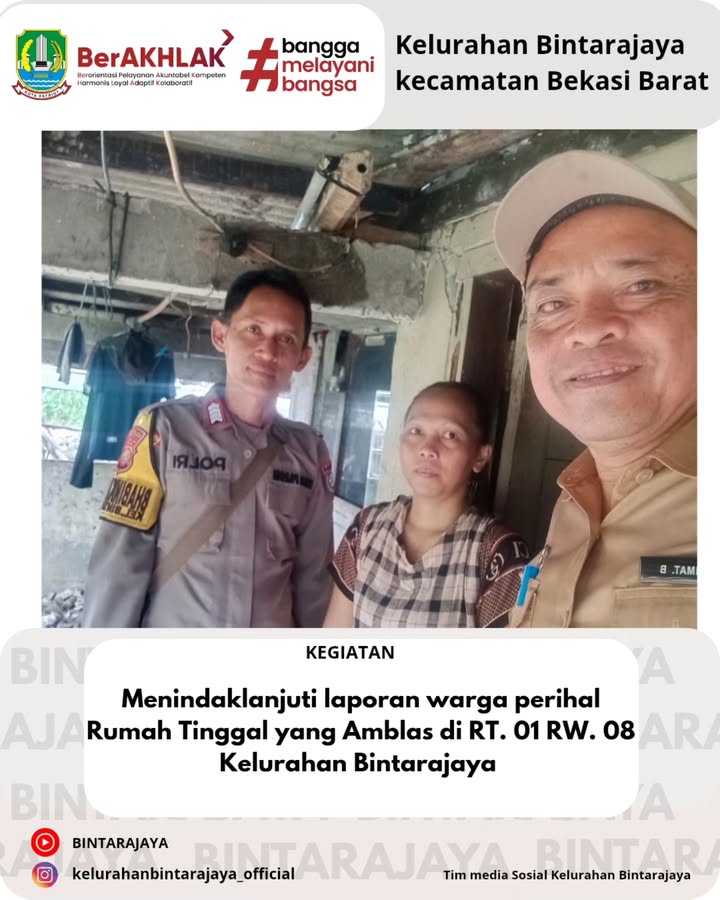 BerAKHLAK
Berorientasi Pelayanan Akuntabel Kompeten
Harmonis Loyal Adaptif Kolaboratif
#bangga
melayani
bangsa
Kelurahan Bintarajaya
kecamatan Bekasi Barat
POLRI
KEGIATAN
Menindaklanjuti laporan warga perihal
Rumah Tinggal yang Amblas di RT. 01 RW. 08
Kelurahan Bintarajaya
BINTARAJAYA
kelurahanbintarajaya_official
Tim media Sosial Kelurahan Bintarajaya